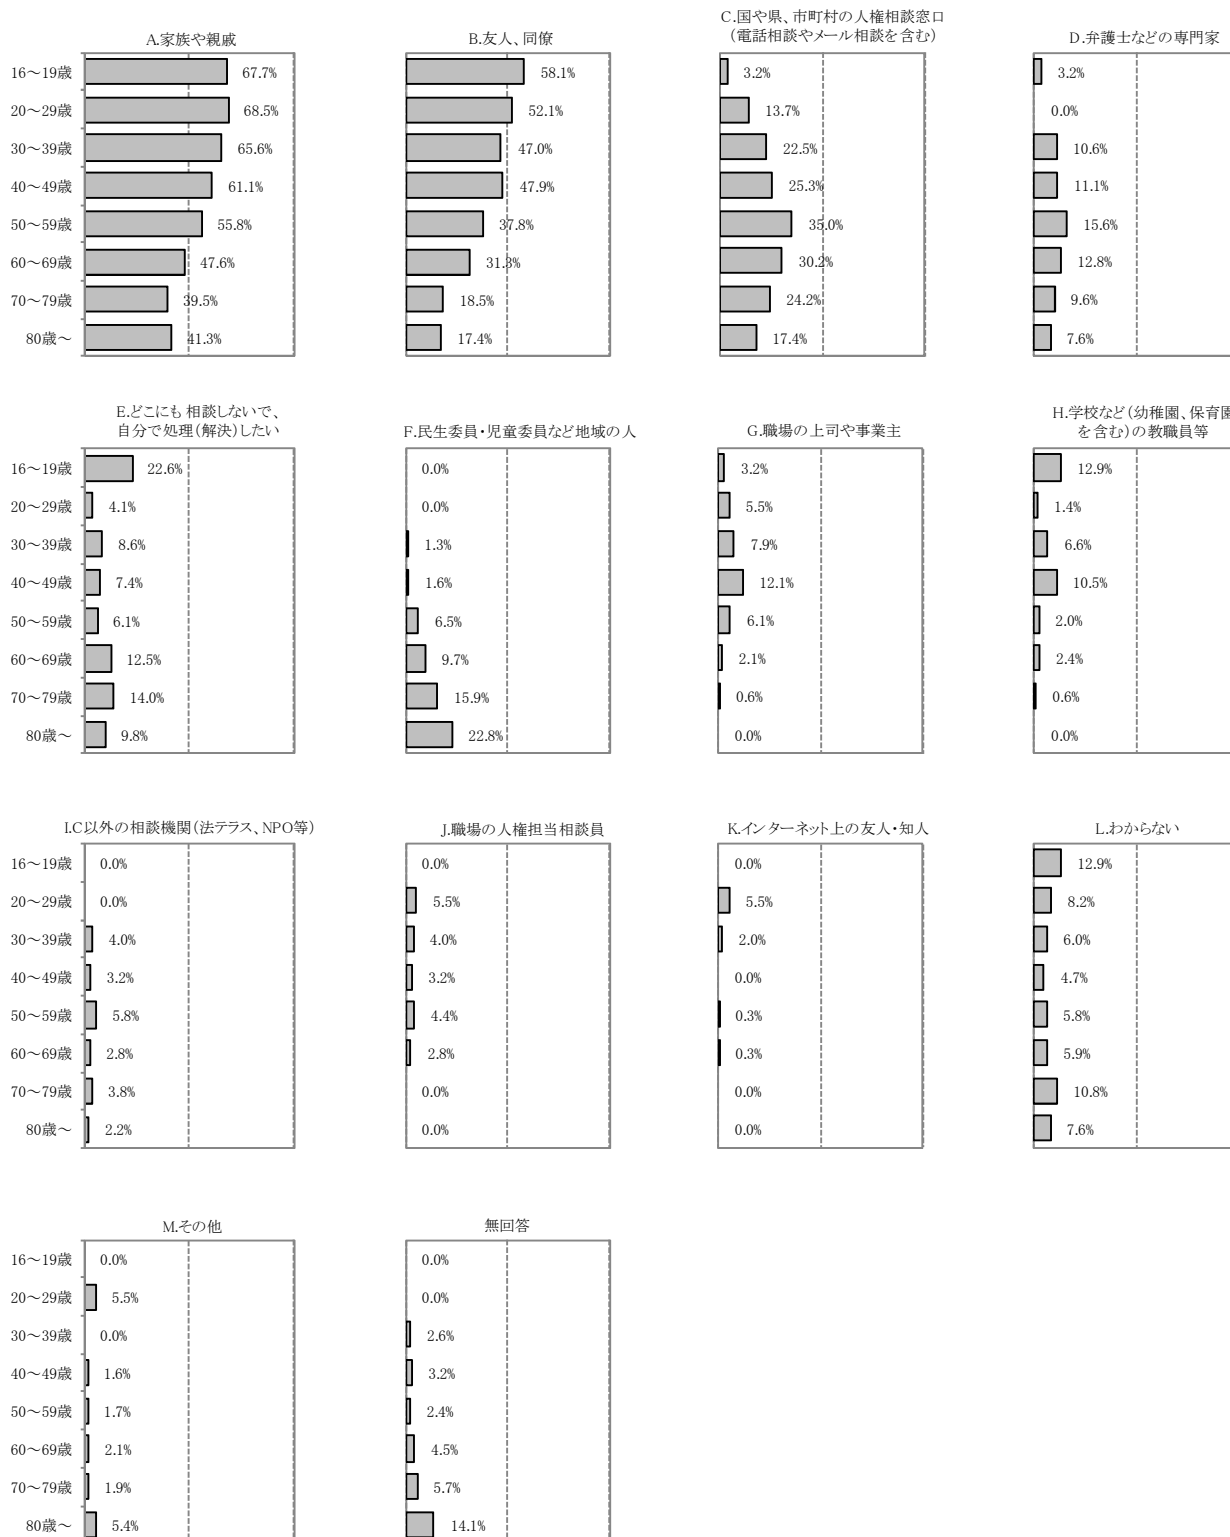 A.家族や親戚
16～19歳 67.7%
20～29歳 68.5%
30～39歳 65.6%
40～49歳 61.1%
50～59歳 55.8%
60～69歳 47.6%
70～79歳 39.5%
80歳～ 41.3%
B.友人、同僚
58.1%
52.1%
47.0%
47.9%
37.8%
31.3%
18.5%
17.4%
C.国や県、市町村の人権相談窓口
(電話相談やメール相談を含む)
3.2%
13.7%
22.5%
25.3%
35.0%
30.2%
24.2%
17.4%
D.弁護士などの専門家
3.2%
0.0%
10.6%
11.1%
15.6%
12.8%
9.6%
7.6%
E.どこにも相談しないで、
自分で処理(解決)したい
16～19歳 22.6%
20～29歳 4.1%
30～39歳 8.6%
40～49歳 7.4%
50～59歳 6.1%
60～69歳 12.5%
70～79歳 14.0%
80歳～ 9.8%
F.民生委員・児童委員など地域の人
0.0%
0.0%
1.3%
1.6%
6.5%
9.7%
15.9%
22.8%
G.職場の上司や事業主
3.2%
5.5%
7.9%
12.1%
6.1%
2.1%
0.6%
0.0%
H.学校など(幼稚園、保育園
を含む)の教職員等
12.9%
1.4%
6.6%
10.5%
2.0%
2.4%
0.6%
0.0%
I.C以外の相談機関(法テラス、NPO等)
16～19歳 0.0%
20～29歳 0.0%
30～39歳 4.0%
40～49歳 3.2%
50～59歳 5.8%
60～69歳 2.8%
70～79歳 3.8%
80歳～ 2.2%
J.職場の人権担当相談員
0.0%
5.5%
4.0%
3.2%
4.4%
2.8%
0.0%
0.0%
K.インターネット上の友人・知人
0.0%
5.5%
2.0%
0.0%
0.3%
0.3%
0.0%
0.0%
L.わからない
12.9%
8.2%
6.0%
4.7%
5.8%
5.9%
10.8%
7.6%
M.その他
16～19歳 0.0%
20～29歳 5.5%
30～39歳 0.0%
40～49歳 1.6%
50～59歳 1.7%
60～69歳 2.1%
70～79歳 1.9%
80歳～ 5.4%
無回答
0.0%
0.0%
2.6%
3.2%
2.4%
4.5%
5.7%
14.1%